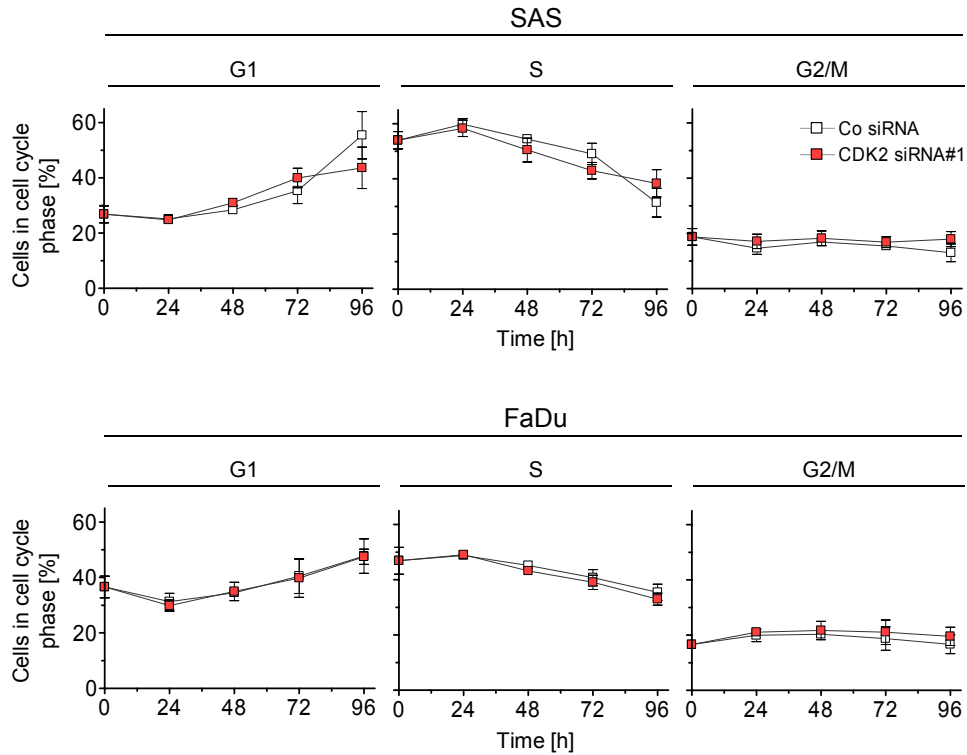 SAS
G1 S G2/M
Cells in cell cycle
phase [%]
60
40
20
0
Co siRNA
CDK2 siRNA#1
0 24 48 72 96 0 24 48 72 96 0 24 48 72 96
Time [h]
FaDu
G1 S G2/M
Cells in cell cycle
phase [%]
60
40
20
0
0 24 48 72 96 0 24 48 72 96 0 24 48 72 96
Time [h]